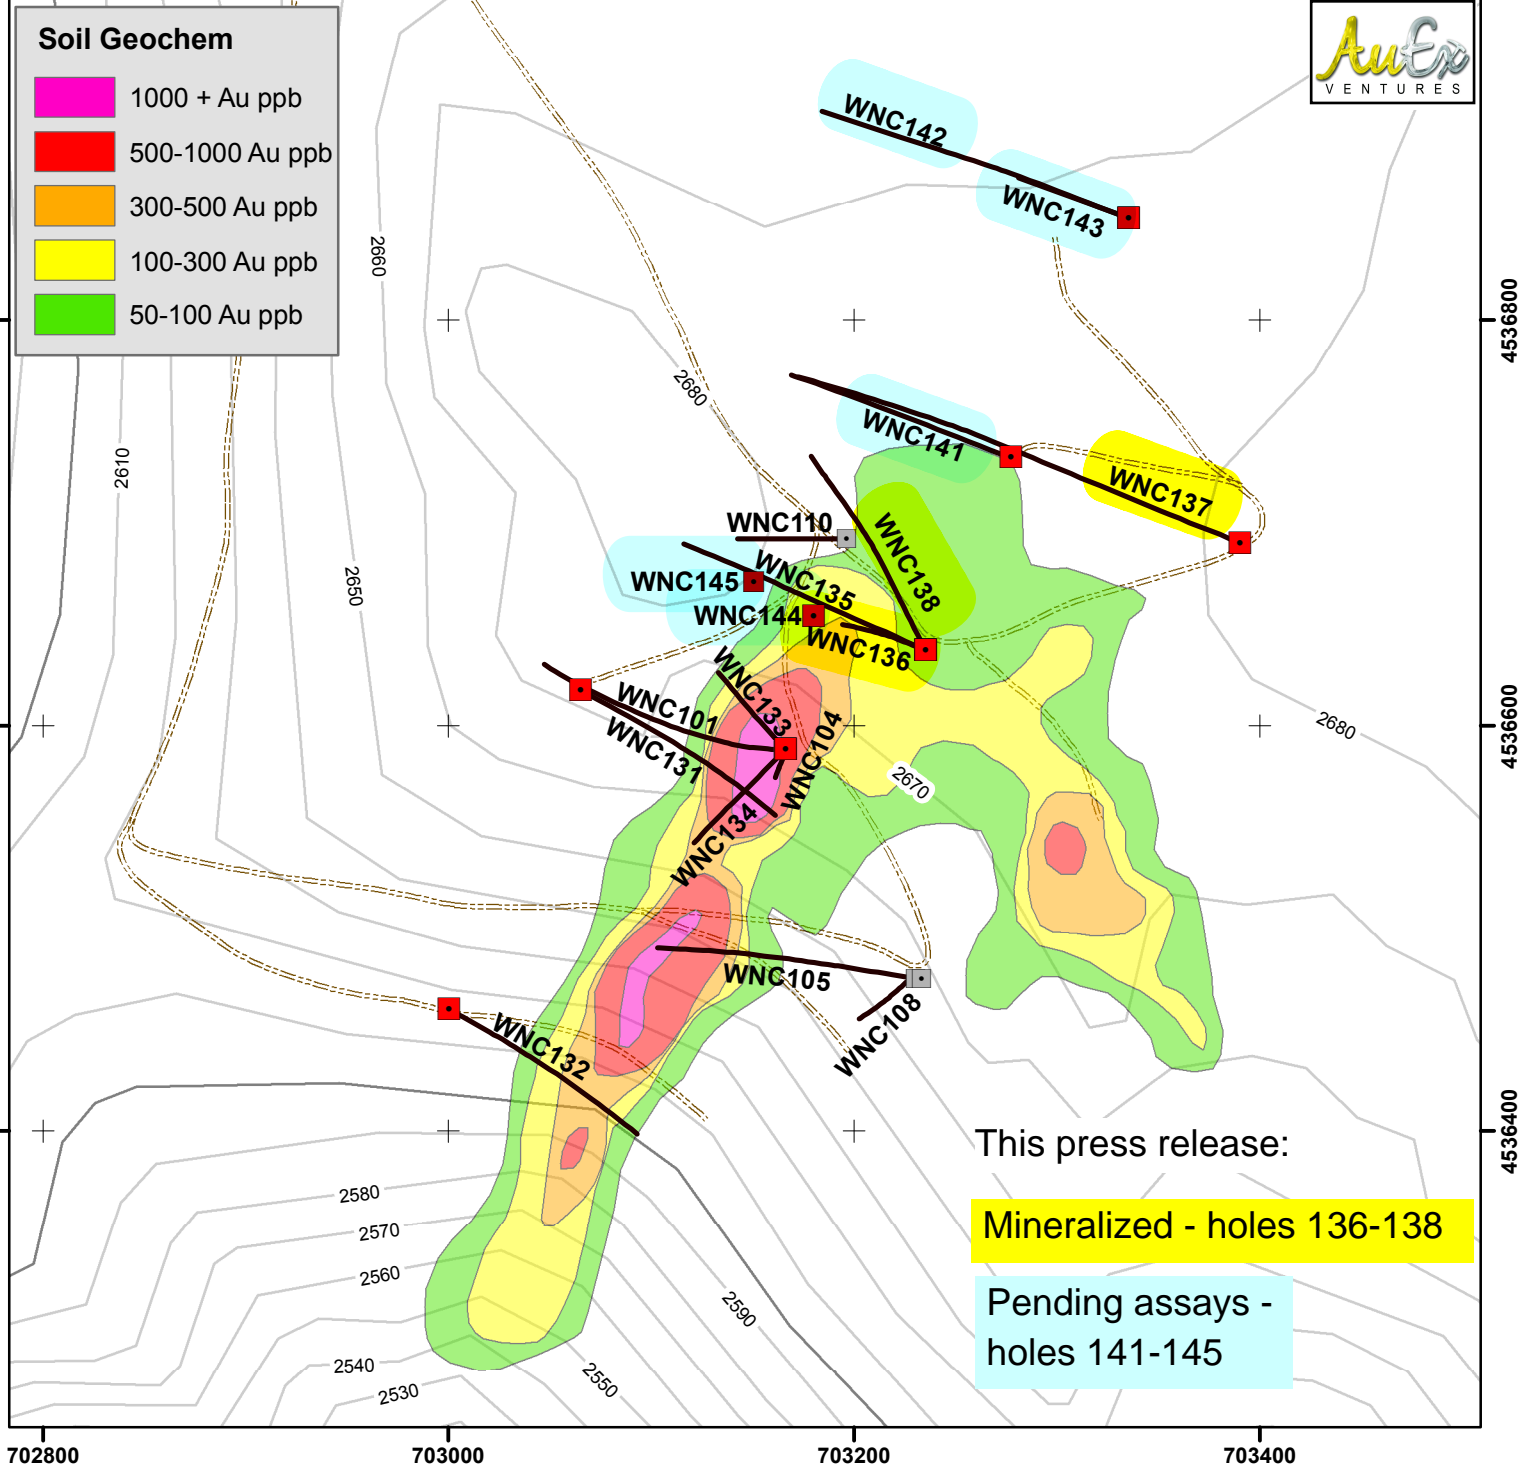 Soil Geochem
1000 + Au ppb
500-1000 Au ppb
300-500 Au ppb
100-300 Au ppb
50-100 Au ppb
AuEx
VENTURES
WNC142
WNC143
2660
4536800
2680
WNC141
2610
WNC137
WNC110
WNC138
WNC135
WNC145
2650
WNC144
WNC136
WNC133
WNC101
WNC104
WNC131
2680
4536600
2670
WNC134
WNC105
WNC108
WNC132
This press release:
4536400
2580
Mineralized - holes 136-138
2570
2560
Pending assays -
holes 141-145
2590
2540
2550
2530
702800
703000
703200
703400